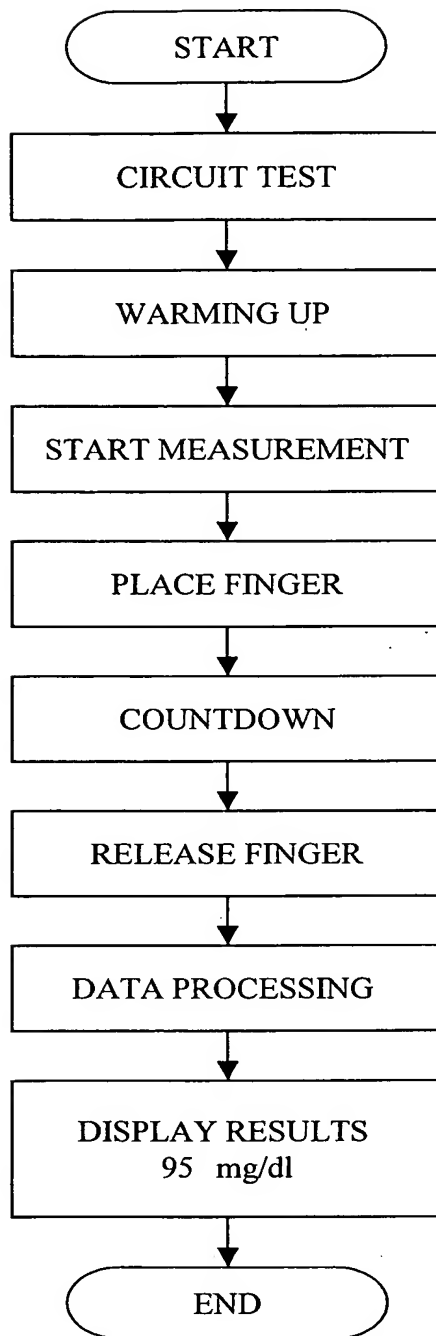 START
CIRCUIT TEST
WARMING UP
START MEASUREMENT
PLACE FINGER
COUNTDOWN
RELEASE FINGER
DATA PROCESSING
DISPLAY RESULTS
95 mg/dl
END